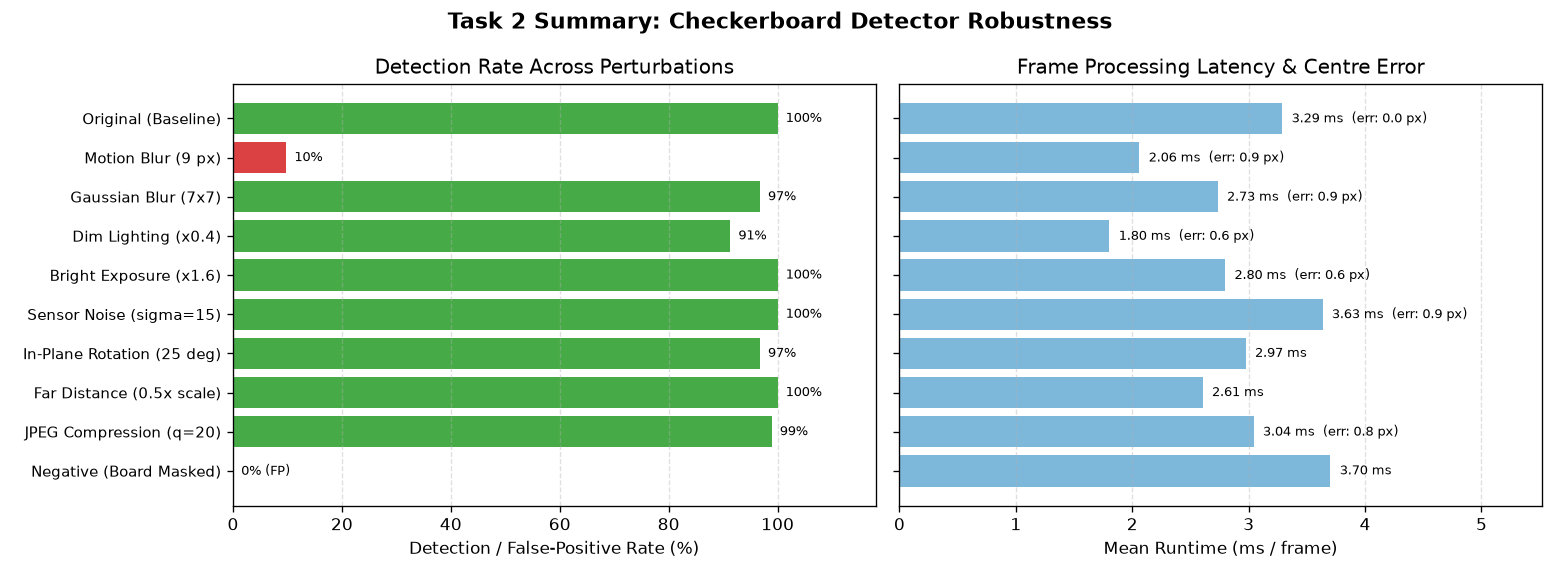 Task 2 Summary: Checkerboard Detector Robustness
Detection Rate Across Perturbations
Original (Baseline)
100%
Motion Blur (9 px)
10%
Gaussian Blur (7x7)
97%
Dim Lighting (x0.4)
91%
Bright Exposure (x1.6)
100%
Sensor Noise (sigma=15)
100%
In-Plane Rotation (25 deg)
97%
Far Distance (0.5x scale)
100%
JPEG Compression (q=20)
99%
Negative (Board Masked)
0% (FP)
0 20 40 60 80 100
Detection / False-Positive Rate (%)
Frame Processing Latency & Centre Error
3.29 ms (err: 0.0 px)
2.06 ms (err: 0.9 px)
2.73 ms (err: 0.9 px)
1.80 ms (err: 0.6 px)
2.80 ms (err: 0.6 px)
3.63 ms (err: 0.9 px)
2.97 ms
2.61 ms
3.04 ms (err: 0.8 px)
3.70 ms
0 1 2 3 4 5
Mean Runtime (ms / frame)